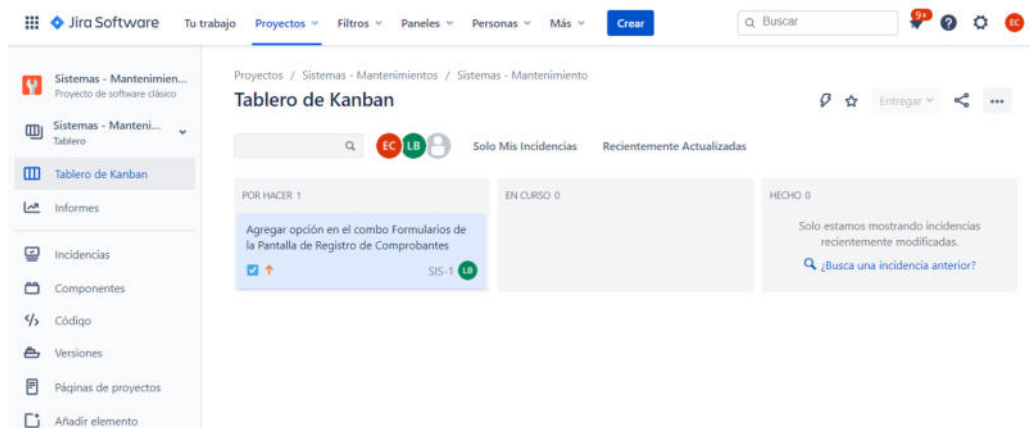 Jira Software
Tu trabajo
Proyectos
Filtros
Paneles
Personas
Más
Crear
Buscar
9+
EC
Sistemas - Mantenimien...
Proyecto de software clásico
Sistemas - Manteni...
Tablero
Tablero de Kanban
Informes
Incidencias
Componentes
Código
Versiones
Páginas de proyectos
Añadir elemento
Proyectos / Sistemas - Mantenimientos / Sistemas - Mantenimiento
Tablero de Kanban
Entregar
EC
LB
Solo Mis Incidencias
Recientemente Actualizadas
POR HACER 1
Agregar opción en el combo Formularios de
la Pantalla de Registro de Comprobantes
SIS-1
LB
EN CURSO 0
HECHO 0
Solo estamos mostrando incidencias
recientemente modificadas.
¿Busca una incidencia anterior?